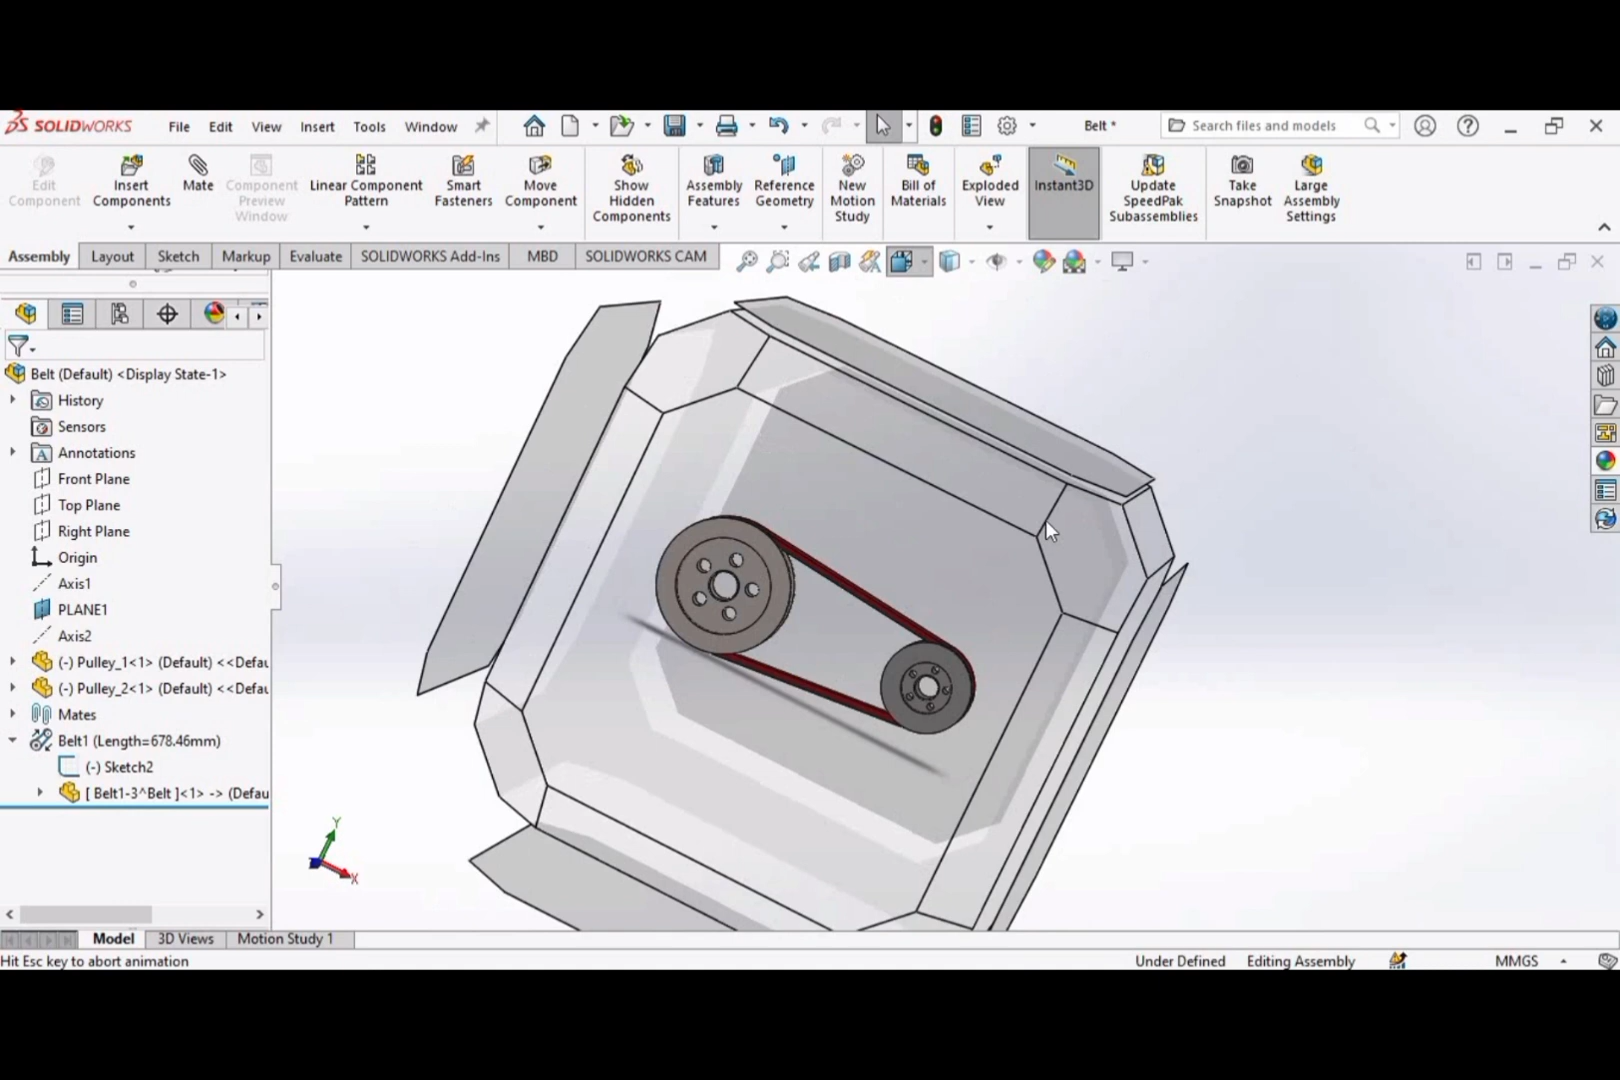 SOLIDWORKS File Edit View Insert Tools Window Belt * Search files and models
Edit Component
Insert Components
Mate
Component Preview Window
Linear Component Pattern
Smart Fasteners
Move Component
Show Hidden Components
Assembly Features
Reference Geometry
New Motion Study
Bill of Materials
Exploded View
Instant3D
Update SpeedPak Subassemblies
Take Snapshot
Large Assembly Settings
Assembly Layout Sketch Markup Evaluate SOLIDWORKS Add-Ins MBD SOLIDWORKS CAM
Belt (Default) <Display State-1>
History
Sensors
Annotations
Front Plane
Top Plane
Right Plane
Origin
Axis1
PLANE1
Axis2
(-) Pulley_1<1> (Default) <<Defau
(-) Pulley_2<1> (Default) <<Defau
Mates
Belt1 (Length=678.46mm)
(-) Sketch2
[ Belt1-3^Belt ]<1> -> (Defau
Y
X
Model 3D Views Motion Study 1
Hit Esc key to abort animation Under Defined Editing Assembly MMGS